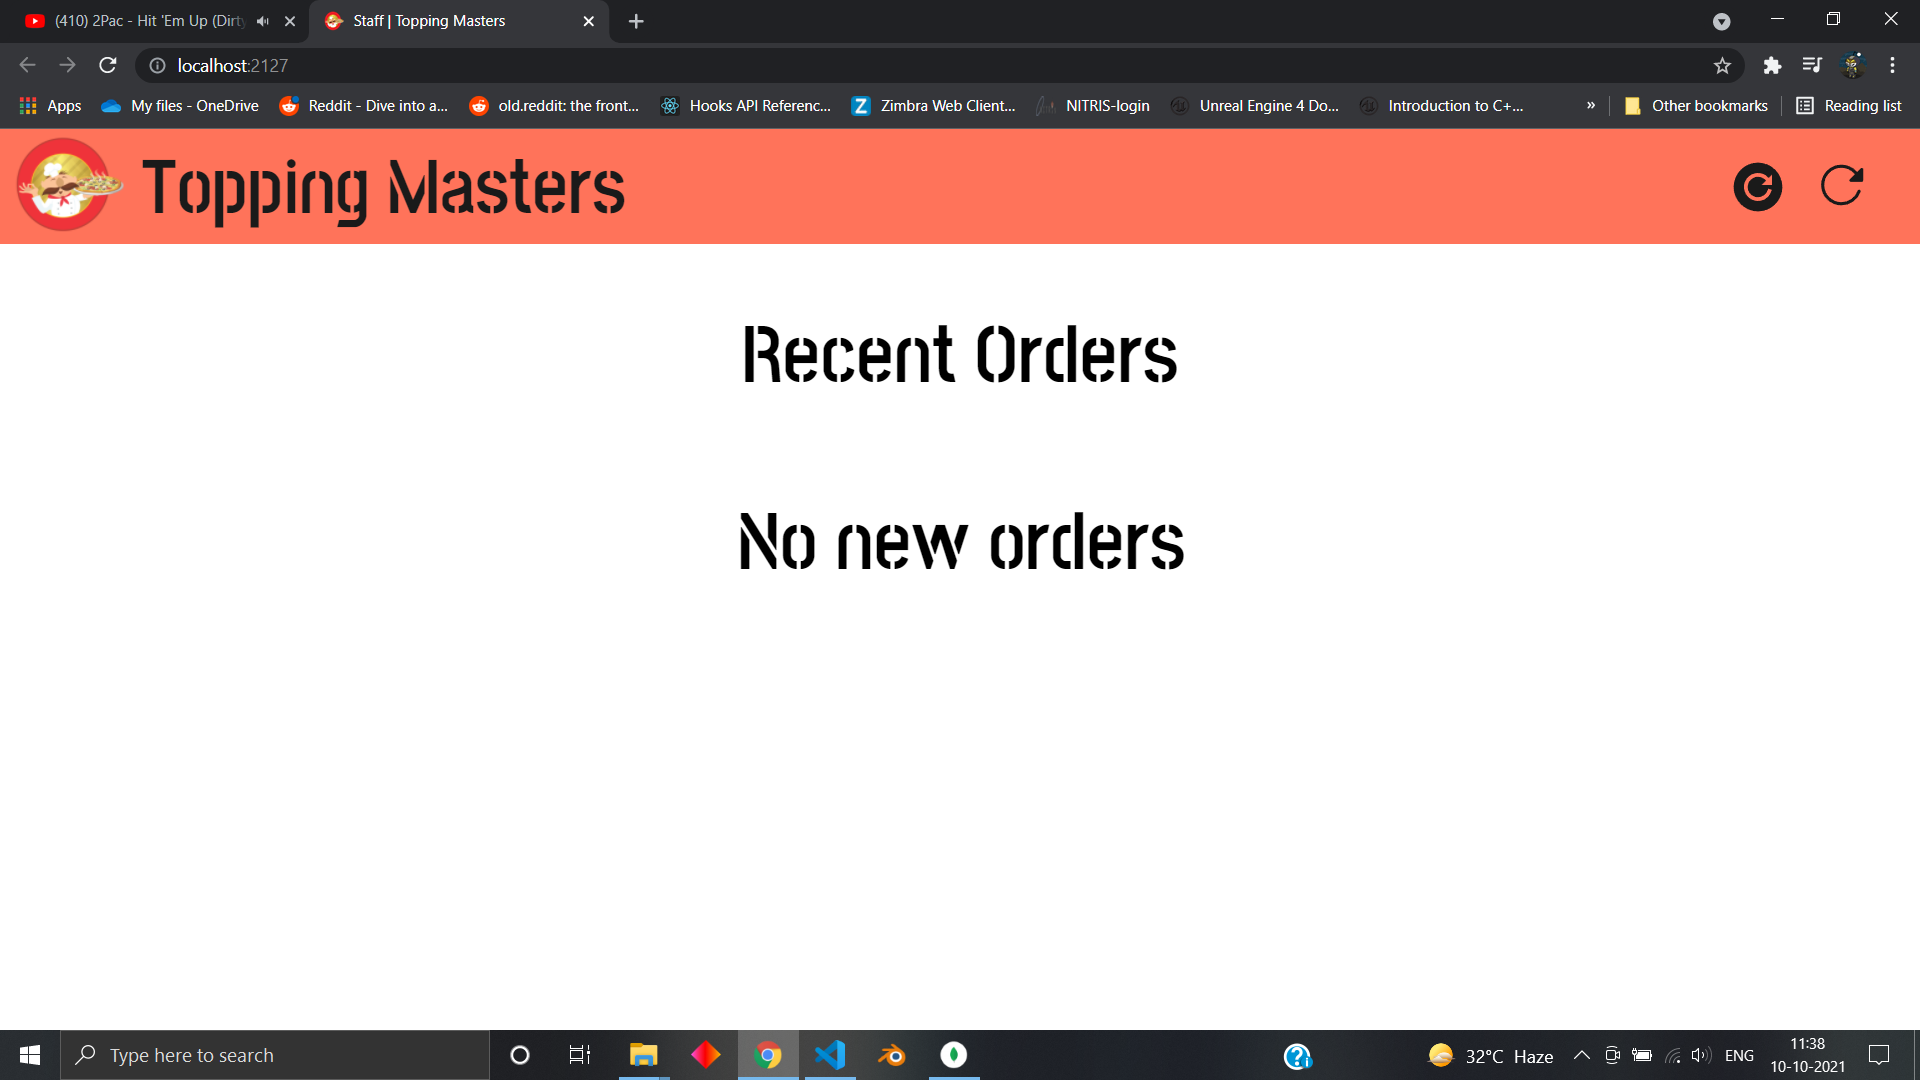 (410) 2Pac - Hit 'Em Up (Dirty
Staff | Topping Masters
localhost:2127
Apps
My files - OneDrive
Reddit - Dive into a...
old.reddit: the front...
Hooks API Referenc...
Zimbra Web Client...
NITRIS-login
Unreal Engine 4 Do...
Introduction to C+...
»
Other bookmarks
Reading list
Topping Masters
Recent Orders
No new orders
Type here to search
32°C Haze
ENG
11:38
10-10-2021